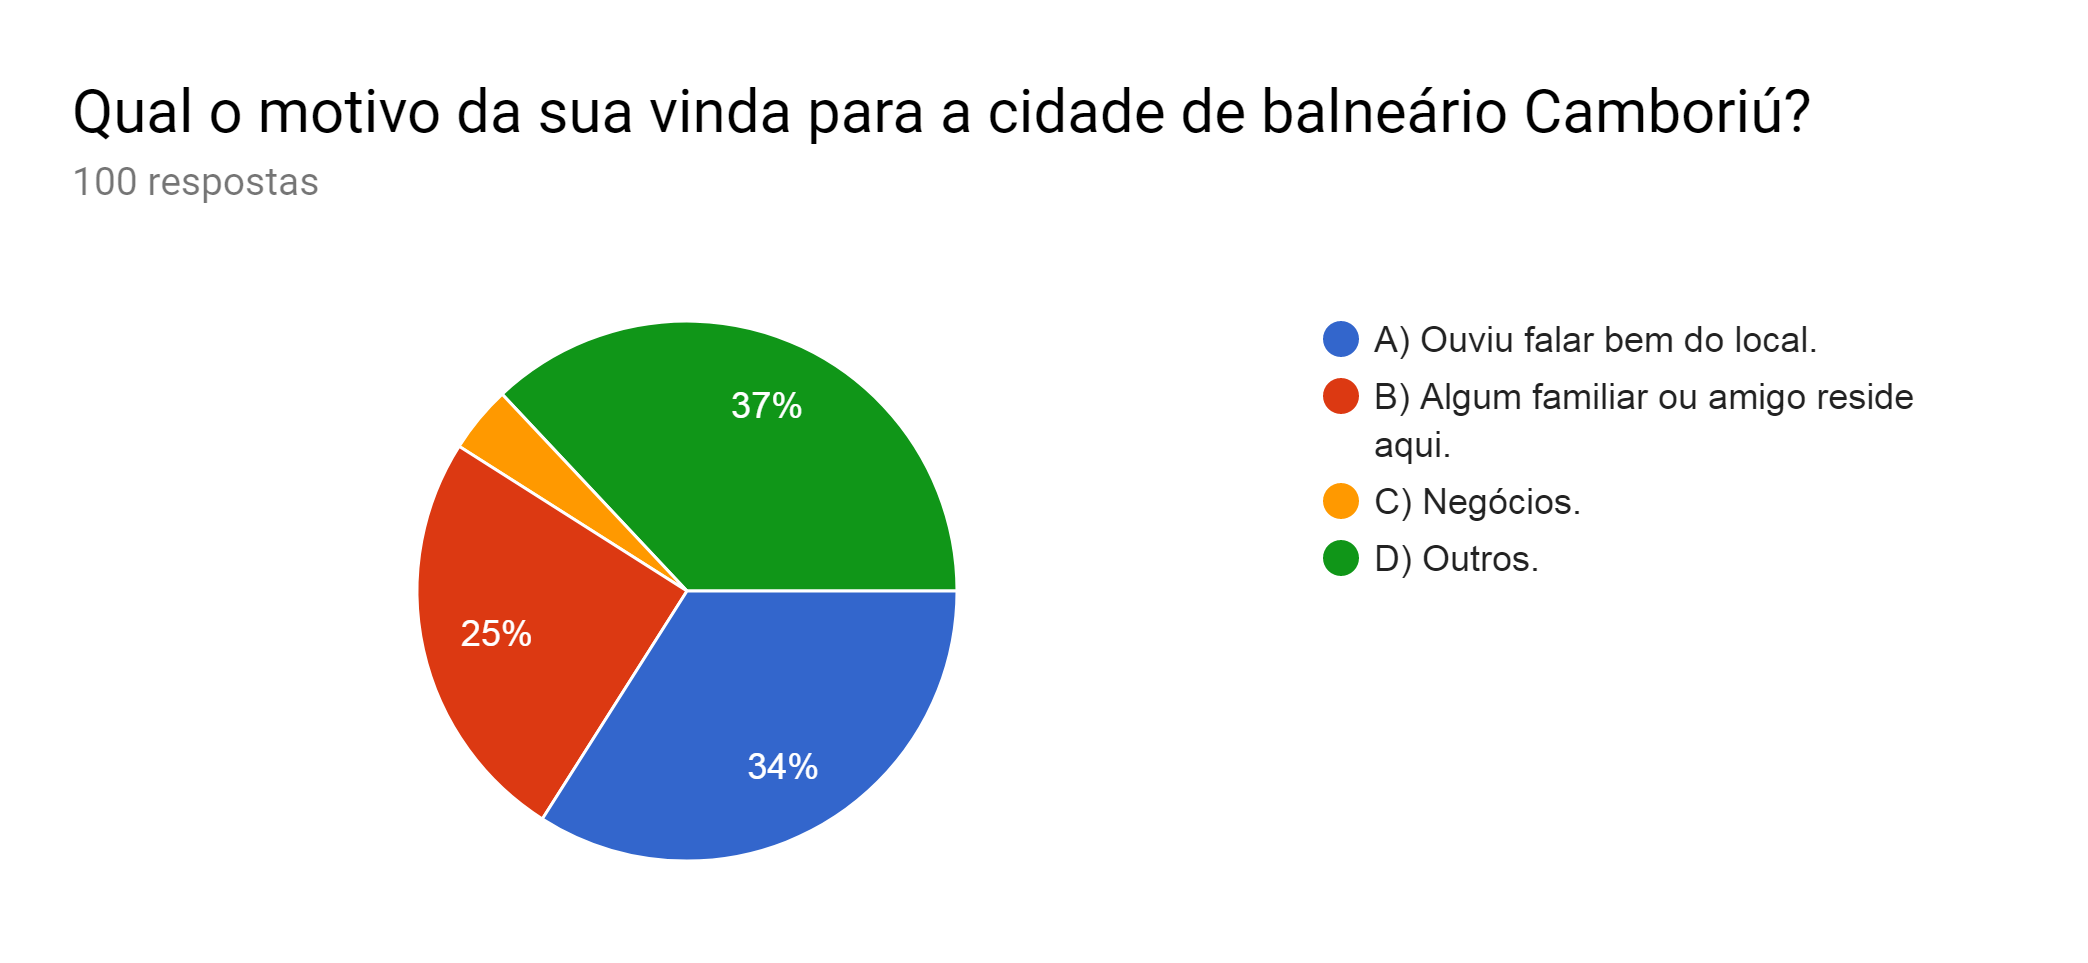 Qual o motivo da sua vinda para a cidade de balneário Camboriú?
100 respostas
37%
25%
34%
A) Ouviu falar bem do local.
B) Algum familiar ou amigo reside
aqui.
C) Negócios.
D) Outros.